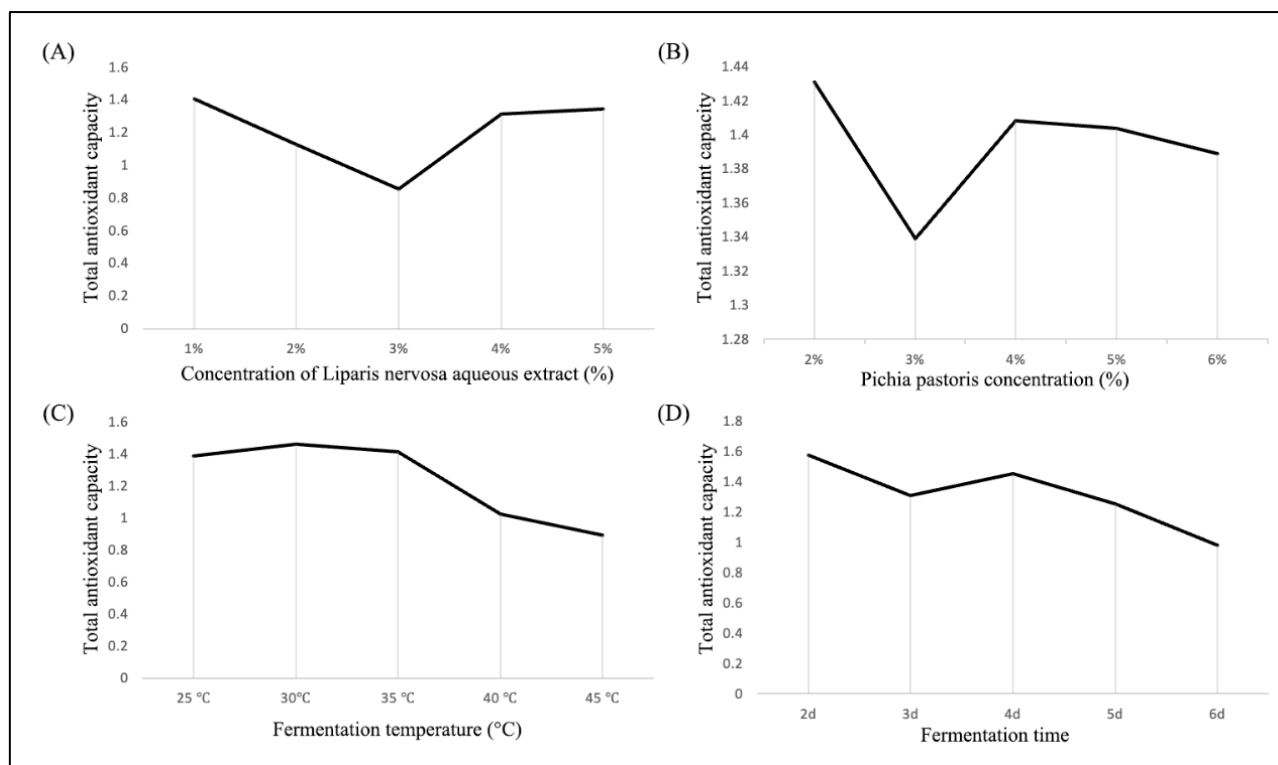 (A)
Total antioxidant capacity
1.6
1.4
1.2
1
0.8
0.6
0.4
0.2
0
1% 2% 3% 4% 5%
Concentration of Liparis nervosa aqueous extract (%)
(B)
Total antioxidant capacity
1.44
1.42
1.4
1.38
1.36
1.34
1.32
1.3
1.28
2% 3% 4% 5% 6%
Pichia pastoris concentration (%)
(C)
Total antioxidant capacity
1.6
1.4
1.2
1
0.8
0.6
0.4
0.2
0
25 °C 30°C 35 °C 40 °C 45 °C
Fermentation temperature (°C)
(D)
Total antioxidant capacity
1.8
1.6
1.4
1.2
1
0.8
0.6
0.4
0.2
0
2d 3d 4d 5d 6d
Fermentation time